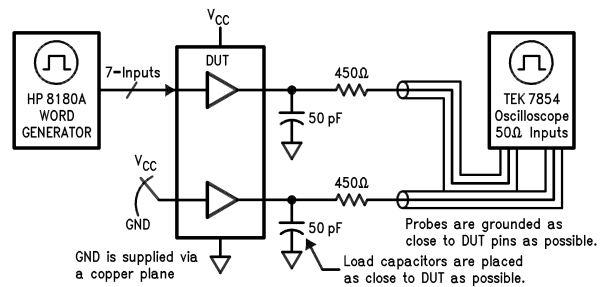 VCC
DUT
7-Inputs
HP 8180A
WORD
GENERATOR
450Ω
50 pF
TEK 7854
Oscilloscope
50Ω Inputs
VCC
GND
450Ω
50 pF
GND is supplied via
a copper plane
Probes are grounded as
close to DUT pins as possible.
Load capacitors are placed
as close to DUT as possible.